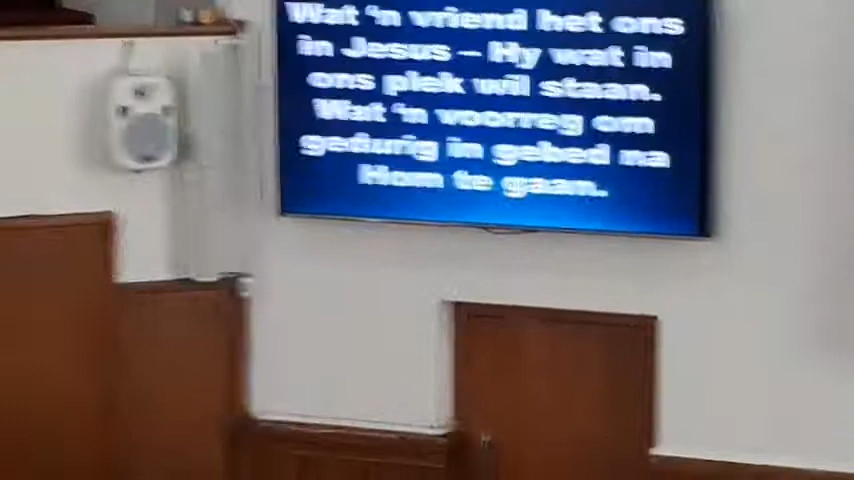 Wat ‘n vriend het ons
in Jesus – Hy wat in
ons plek wil staan.
Wat ‘n voorreg om
gedurig in gebed na
Hom te gaan.